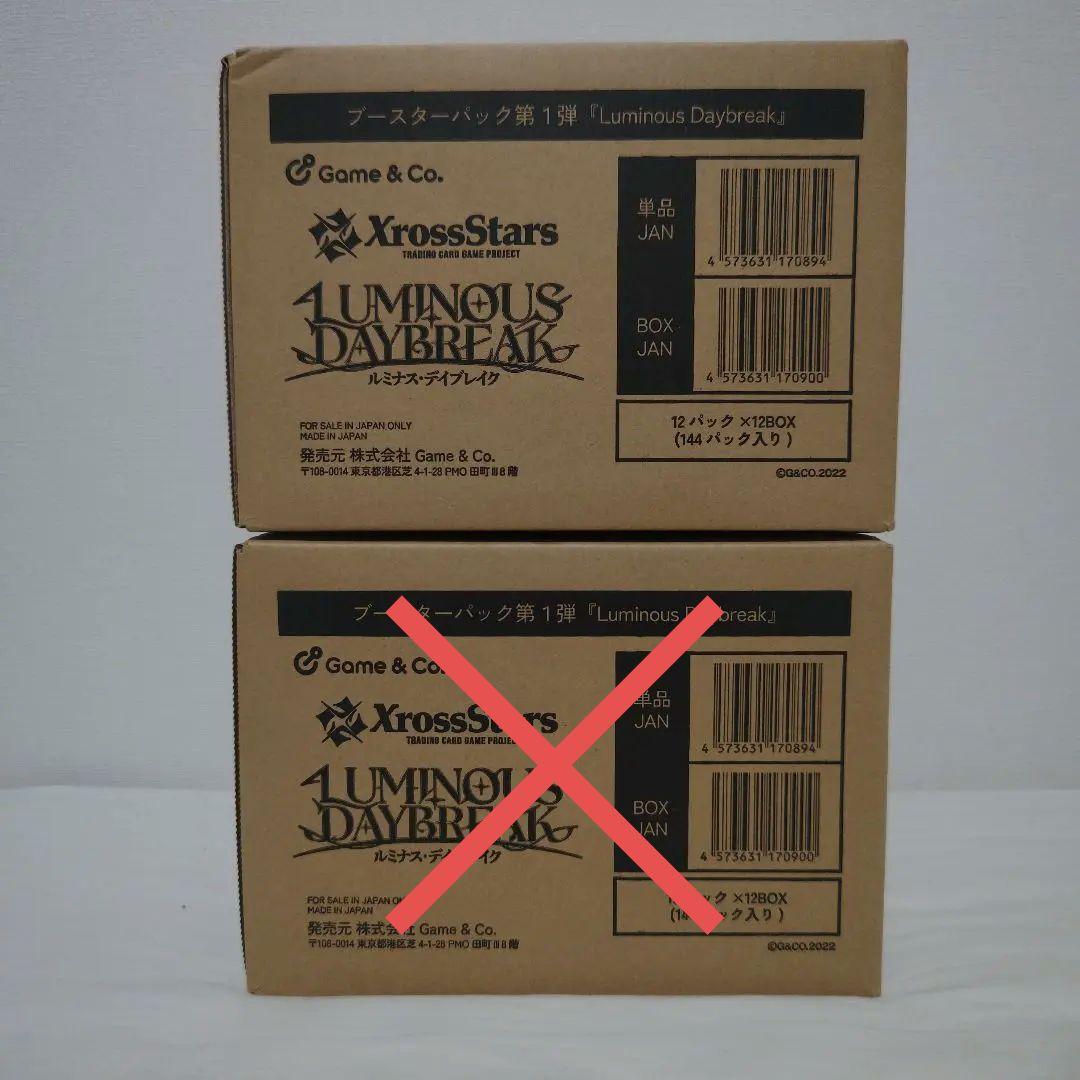 ブースターパック第1弾『Luminous Daybreak』
Game & Co.
XrossStars
TRADING CARD GAME PROJECT
LUMINOUS
DAYBREAK
ルミナス・デイブレイク
単品
JAN
4 573631 170894
BOX
JAN
4 573631 170900
12パック ×12BOX
(144パック入り)
FOR SALE IN JAPAN ONLY
MADE IN JAPAN
発売元 株式会社 Game & Co.
〒108-0014 東京都港区芝 4-1-28 PMO 田町Ⅲ8階
©G&CO.2022
ブースターパック第1弾『Luminous Daybreak』
Game & Co.
XrossStars
TRADING CARD GAME PROJECT
LUMINOUS
DAYBREAK
ルミナス・デイブレイク
単品
JAN
4 573631 170894
BOX
JAN
4 573631 170900
×12BOX
パック入り)
FOR SALE IN JAPAN
MADE IN JAPAN
発売元 株式会社 Game & Co.
〒108-0014 東京都港区芝 4-1-28 PMO 田町Ⅲ8階
©G&CO.2022